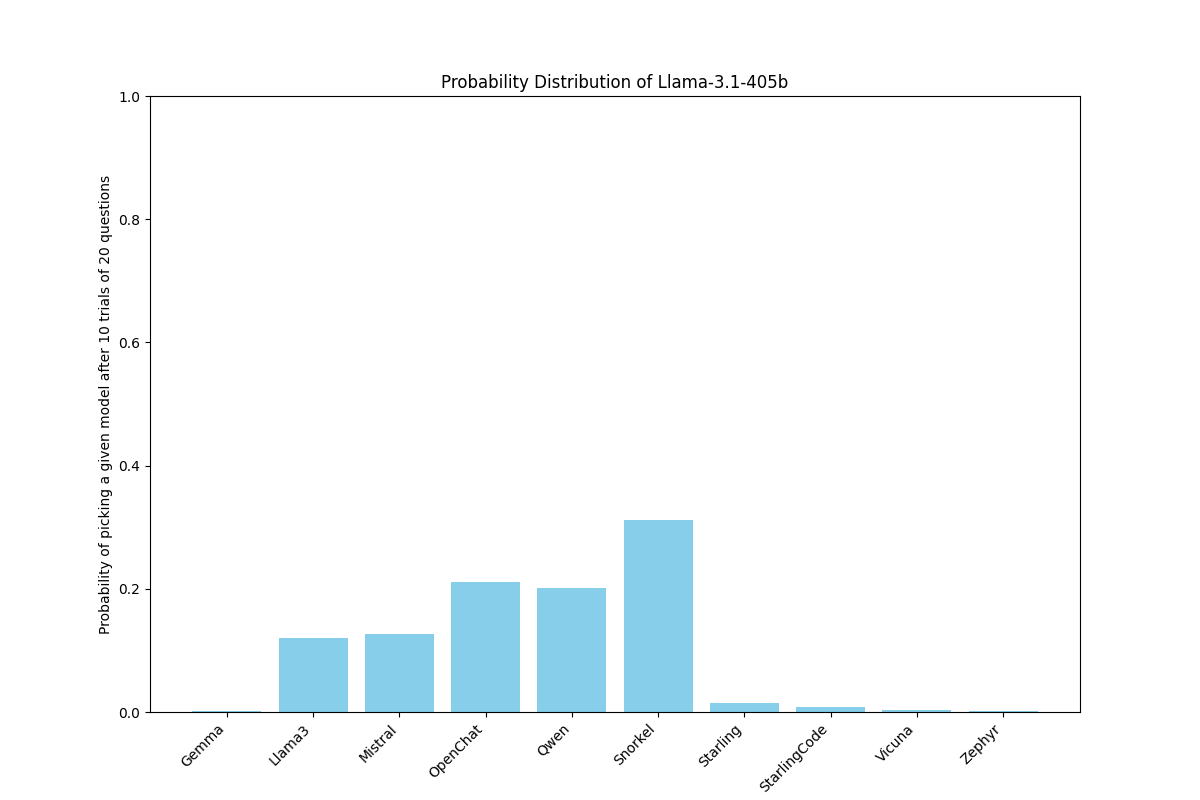 Probability Distribution of Llama-3.1-405b
Probability of picking a given model after 10 trials of 20 questions
1.0
0.8
0.6
0.4
0.2
0.0
Gemma
Llama3
Mistral
OpenChat
Qwen
Snorkel
Starling
StarlingCode
Vicuna
Zephyr